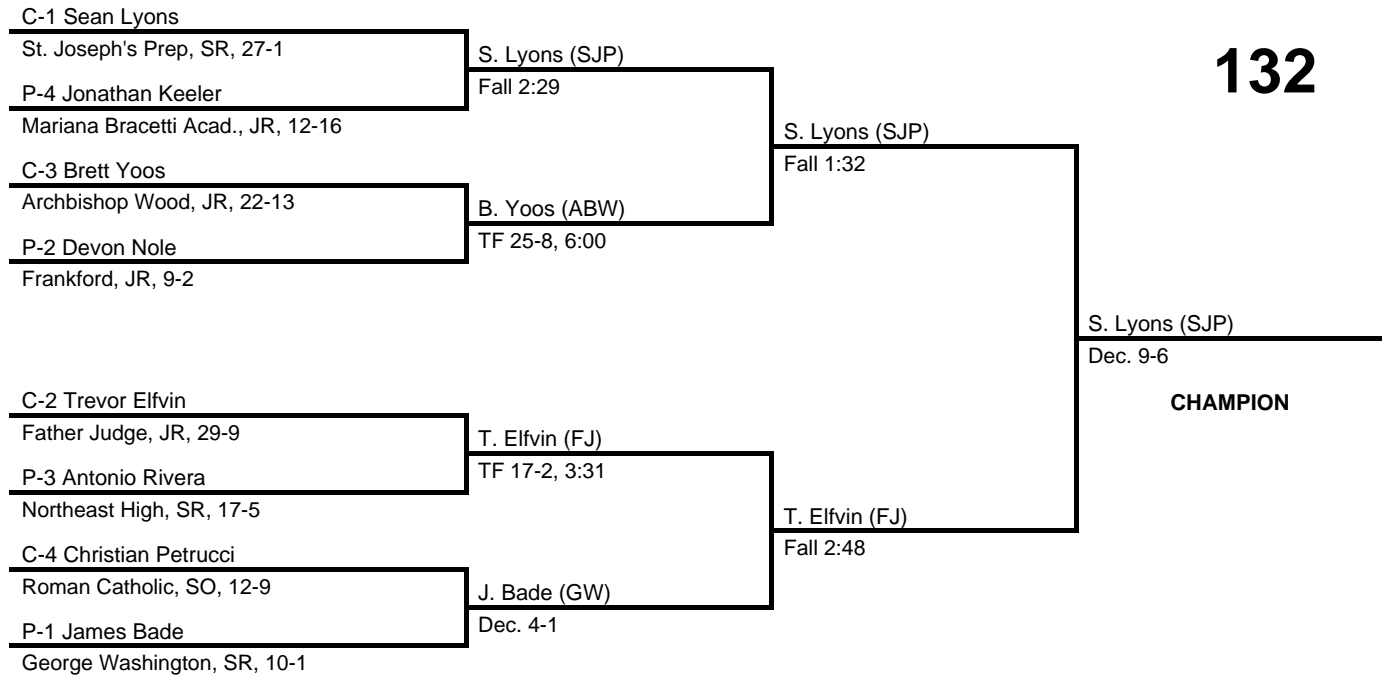 132
C-1 Sean Lyons
St. Joseph's Prep, SR, 27-1
P-4 Jonathan Keeler
Mariana Bracetti Acad., JR, 12-16
C-3 Brett Yoos
Archbishop Wood, JR, 22-13
P-2 Devon Nole
Frankford, JR, 9-2
C-2 Trevor Elfvin
Father Judge, JR, 29-9
P-3 Antonio Rivera
Northeast High, SR, 17-5
C-4 Christian Petrucci
Roman Catholic, SO, 12-9
P-1 James Bade
George Washington, SR, 10-1
S. Lyons (SJP)
Fall 2:29
B. Yoos (ABW)
TF 25-8, 6:00
T. Elfvin (FJ)
TF 17-2, 3:31
J. Bade (GW)
Dec. 4-1
S. Lyons (SJP)
Fall 1:32
T. Elfvin (FJ)
Fall 2:48
S. Lyons (SJP)
Dec. 9-6
CHAMPION